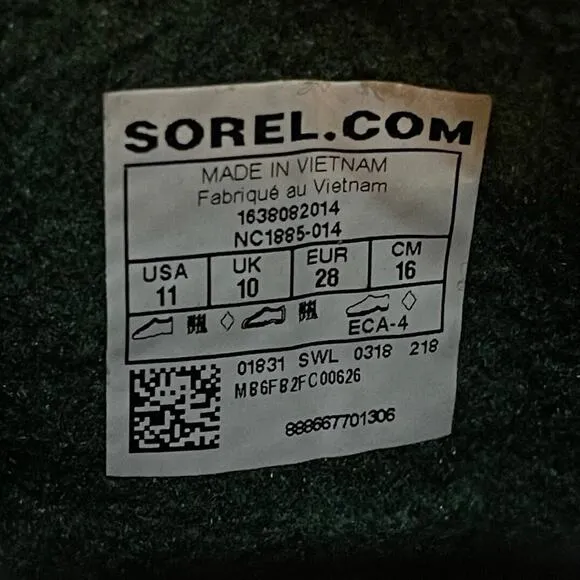 SOREL.COM
MADE IN VIETNAM
Fabriqué au Vietnam
1638082014
NC1885-014
USA UK EUR CM
11 10 28 16
ECA-4
01831 SWL 0318 218
MB6FB2FC00626
888667701306